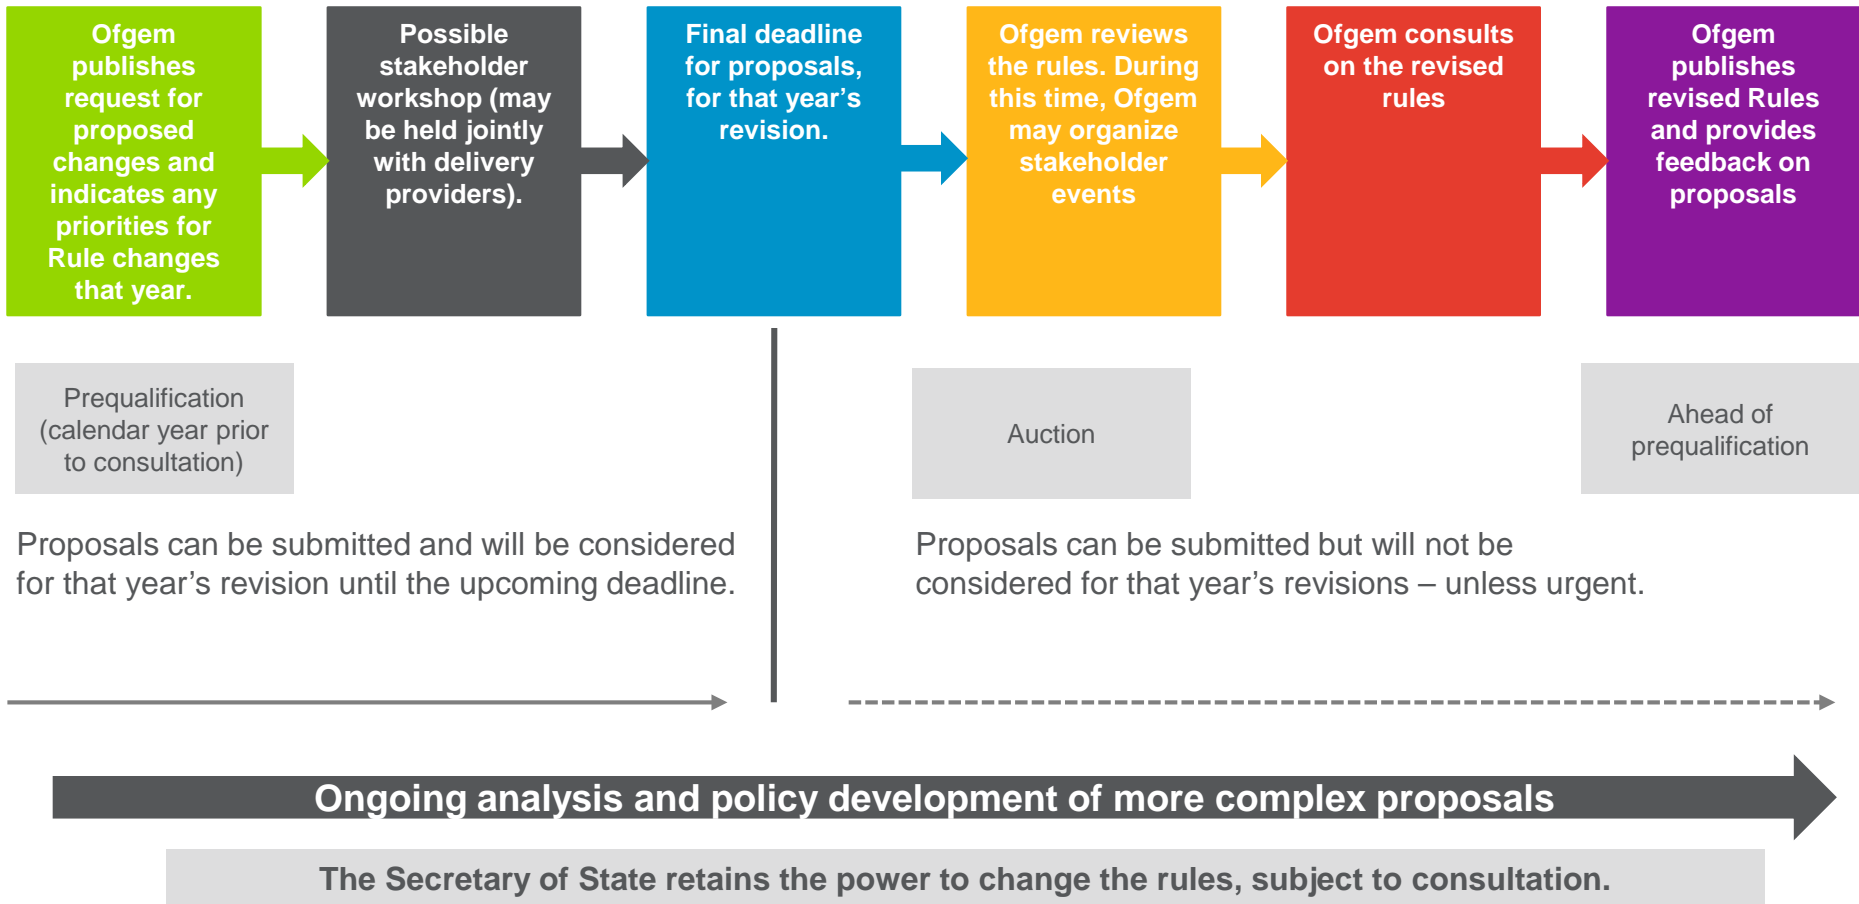 Ofgem
publishes
request for
proposed
changes and
indicates any
priorities for
Rule changes
that year.
Possible
stakeholder
workshop (may
be held jointly
with delivery
providers).
Final deadline
for proposals,
for that year’s
revision.
Ofgem reviews
the rules. During
this time, Ofgem
may organize
stakeholder
events
Ofgem consults
on the revised
rules
Ofgem
publishes
revised Rules
and provides
feedback on
proposals
Prequalification
(calendar year prior
to consultation)
Auction
Ahead of
prequalification
Proposals can be submitted and will be considered
for that year’s revision until the upcoming deadline.
Proposals can be submitted but will not be
considered for that year’s revisions – unless urgent.
Ongoing analysis and policy development of more complex proposals
The Secretary of State retains the power to change the rules, subject to consultation.